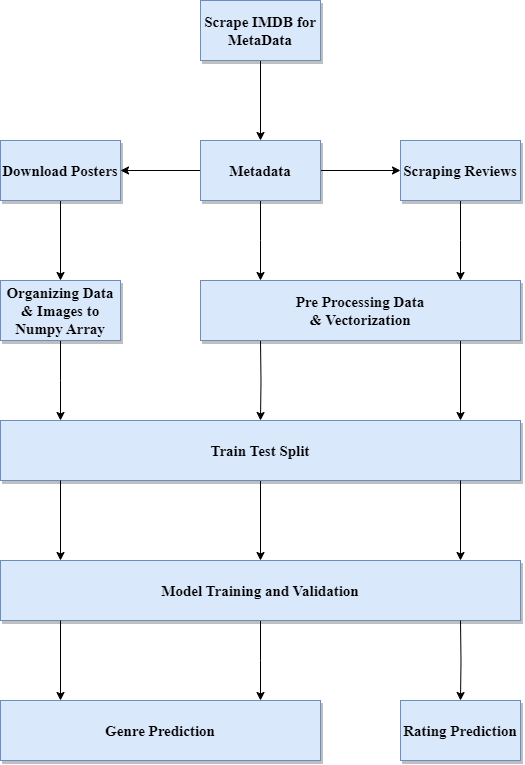 Scrape IMDB for
MetaData
Download Posters
Metadata
Scraping Reviews
Organizing Data
& Images to
Numpy Array
Pre Processing Data
& Vectorization
Train Test Split
Model Training and Validation
Genre Prediction
Rating Prediction